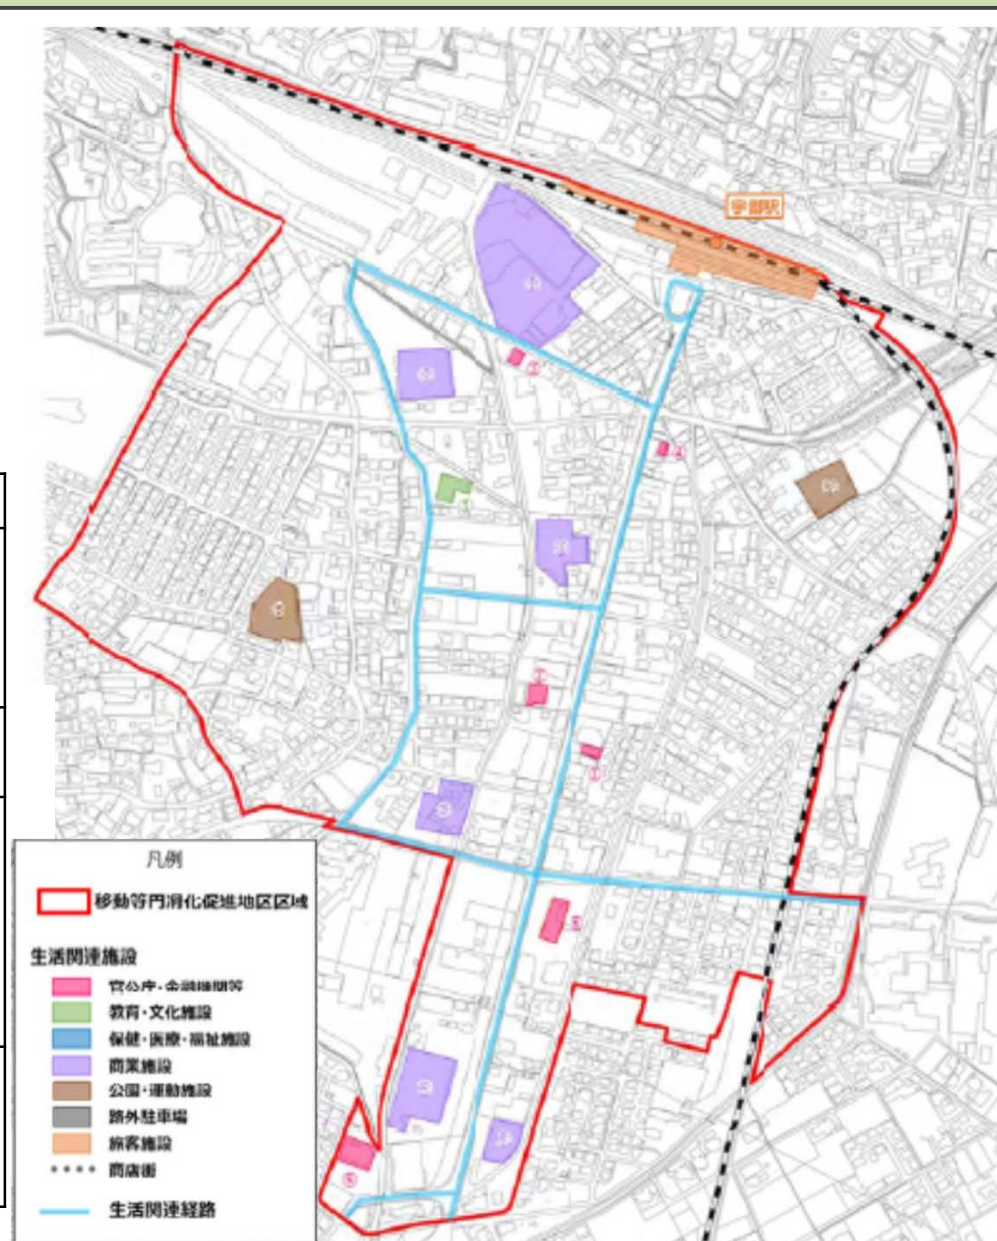 宇部駅
凡例
移動等円滑化促進地区区域
生活関連施設
官公庁・金融機関等
教育・文化施設
保健・医療・福祉施設
商業施設
公園・運動施設
路外駐車場
旅客施設
商店街
生活関連経路